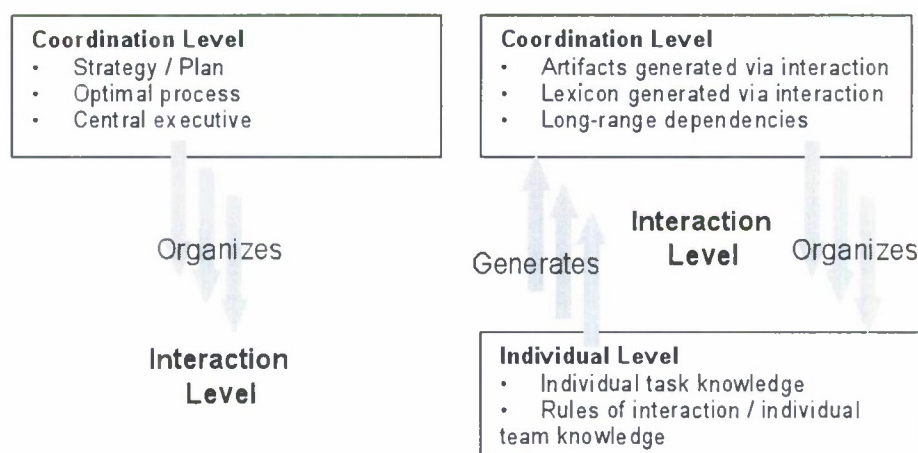 Coordination Level
• Strategy / Plan
• Optimal process
• Central executive
Organizes
Interaction
Level
Coordination Level
• Artifacts generated via interaction
• Lexicon generated via interaction
• Long-range dependencies
Generates
Interaction
Level
Organizes
Individual Level
• Individual task knowledge
• Rules of interaction / individual
team knowledge